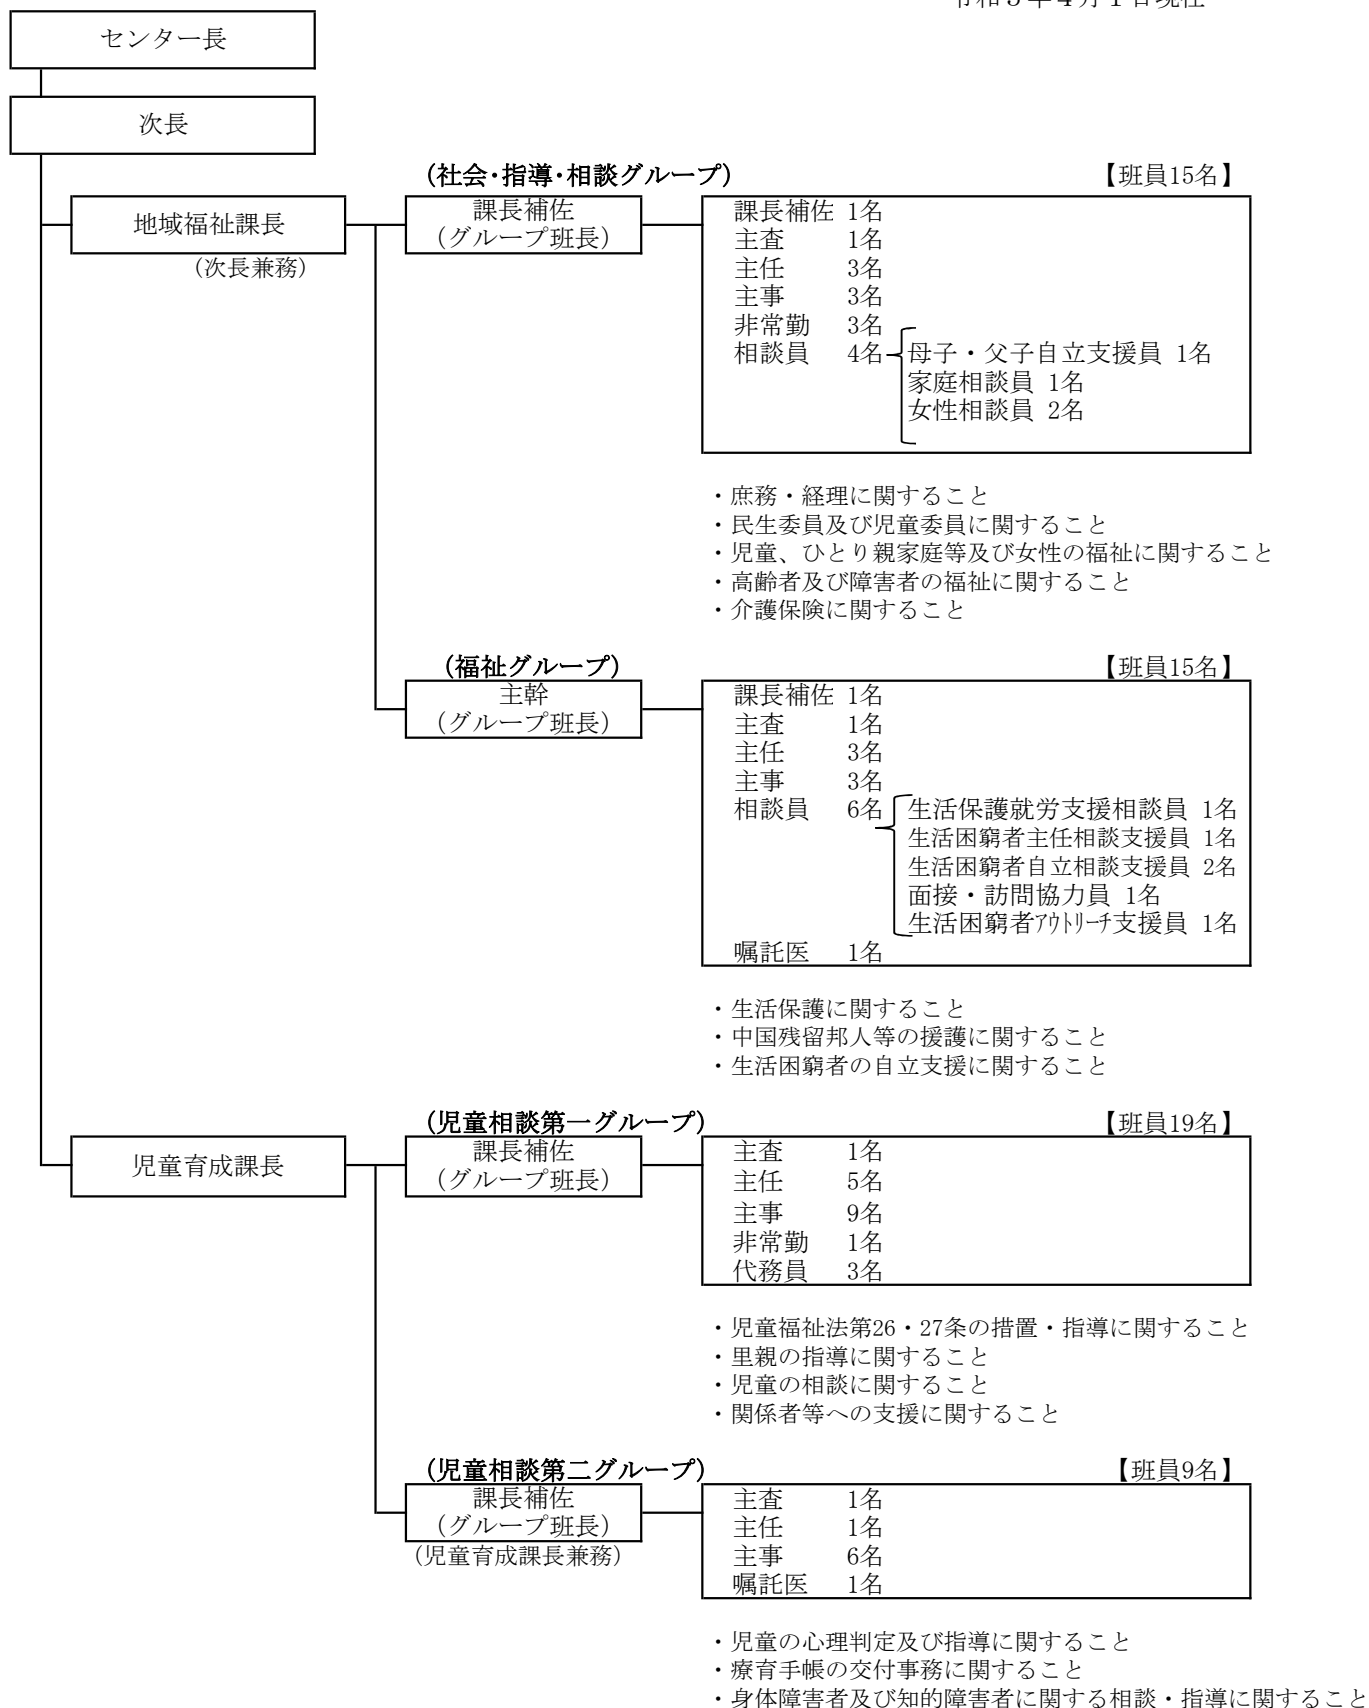 令和５年４月１日現在
センター長
次長
(社会･指導･相談グループ)
【班員15名】
地域福祉課長
(次長兼務)
課長補佐
(グループ班長)
課長補佐 1名
主査 1名
主任 3名
主事 3名
非常勤 3名
相談員 4名
母子・父子自立支援員 1名
家庭相談員 1名
女性相談員 2名
・庶務・経理に関すること
・民生委員及び児童委員に関すること
・児童、ひとり親家庭等及び女性の福祉に関すること
・高齢者及び障害者の福祉に関すること
・介護保険に関すること
(福祉グループ)
【班員15名】
主幹
(グループ班長)
課長補佐 1名
主査 1名
主任 3名
主事 3名
相談員 6名
生活保護就労支援相談員 1名
生活困窮者主任相談支援員 1名
生活困窮者自立相談支援員 2名
面接・訪問協力員 1名
生活困窮者ｱｳﾄﾘｰﾁ支援員 1名
嘱託医 1名
・生活保護に関すること
・中国残留邦人等の援護に関すること
・生活困窮者の自立支援に関すること
(児童相談第一グループ)
【班員19名】
児童育成課長
課長補佐
(グループ班長)
主査 1名
主任 5名
主事 9名
非常勤 1名
代務員 3名
・児童福祉法第26・27条の措置・指導に関すること
・里親の指導に関すること
・児童の相談に関すること
・関係者等への支援に関すること
(児童相談第二グループ)
【班員9名】
課長補佐
(グループ班長)
(児童育成課長兼務)
主査 1名
主任 1名
主事 6名
嘱託医 1名
・児童の心理判定及び指導に関すること
・療育手帳の交付事務に関すること
・身体障害者及び知的障害者に関する相談・指導に関すること